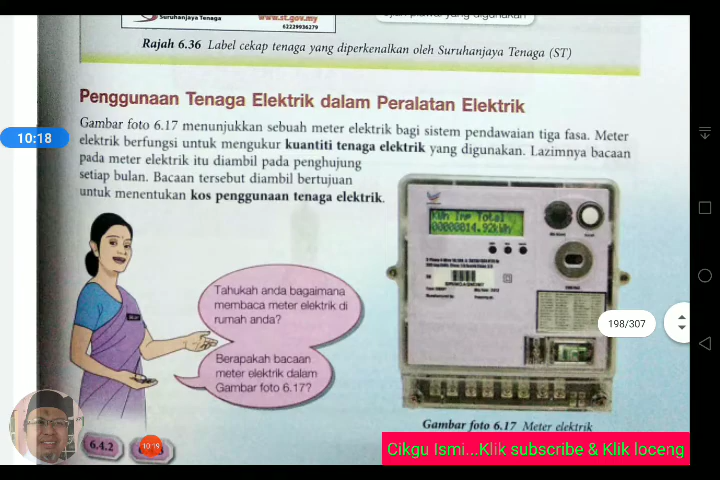 Suruhanjaya Tenaga
www.st.gov.my
62229936279
Rajah 6.36 Label cekap tenaga yang diperkenalkan oleh Suruhanjaya Tenaga (ST)
Penggunaan Tenaga Elektrik dalam Peralatan Elektrik
Gambar foto 6.17 menunjukkan sebuah meter elektrik bagi sistem pendawaian tiga fasa. Meter
elektrik berfungsi untuk mengukur kuantiti tenaga elektrik yang digunakan. Lazimnya bacaan
pada meter elektrik itu diambil pada penghujung
setiap bulan. Bacaan tersebut diambil bertujuan
untuk menentukan kos penggunaan tenaga elektrik.
10:18
kWh Imp Total
00000014.92kWh
Tahukah anda bagaimana
membaca meter elektrik di
rumah anda?
Berapakah bacaan
meter elektrik dalam
Gambar foto 6.17?
198/307
Gambar foto 6.17 Meter elektrik
6.4.2
10:19
Cikgu Ismi...Klik subscribe & Klik loceng